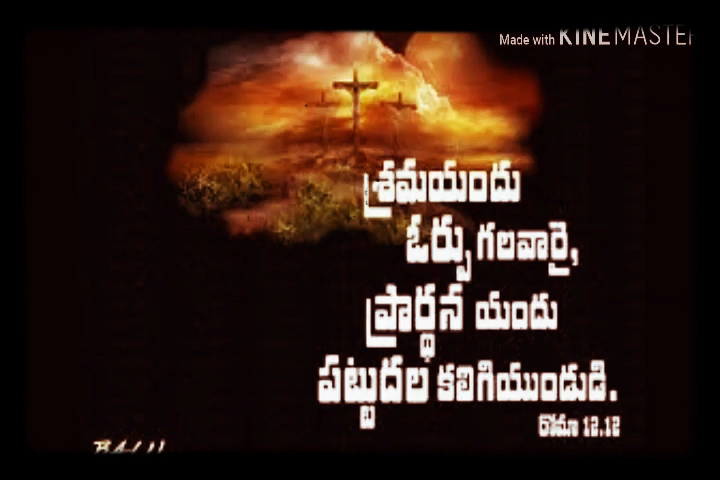 Made with KINEMASTER
శ్రమయందు
ఓర్పు గలవారై,
ప్రార్థన యందు
పట్టుదల కలిగియుండుడి.
రోమా 12.12